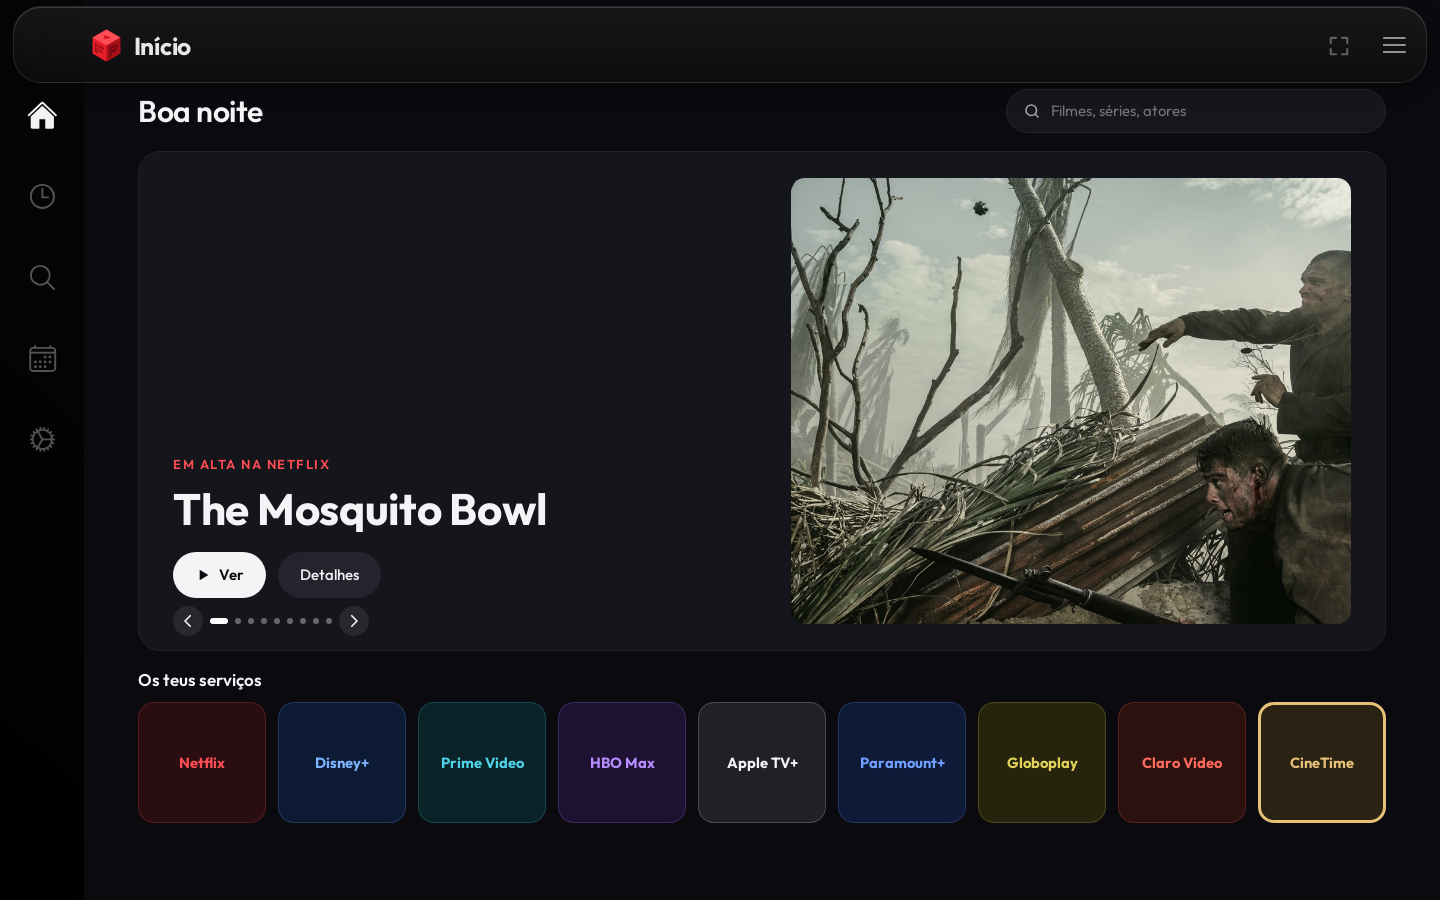 Início
Boa noite
Filmes, séries, atores
EM ALTA NA NETFLIX
The Mosquito Bowl
Ver
Detalhes
Os teus serviços
Netflix
Disney+
Prime Video
HBO Max
Apple TV+
Paramount+
Globoplay
Claro Video
CineTime